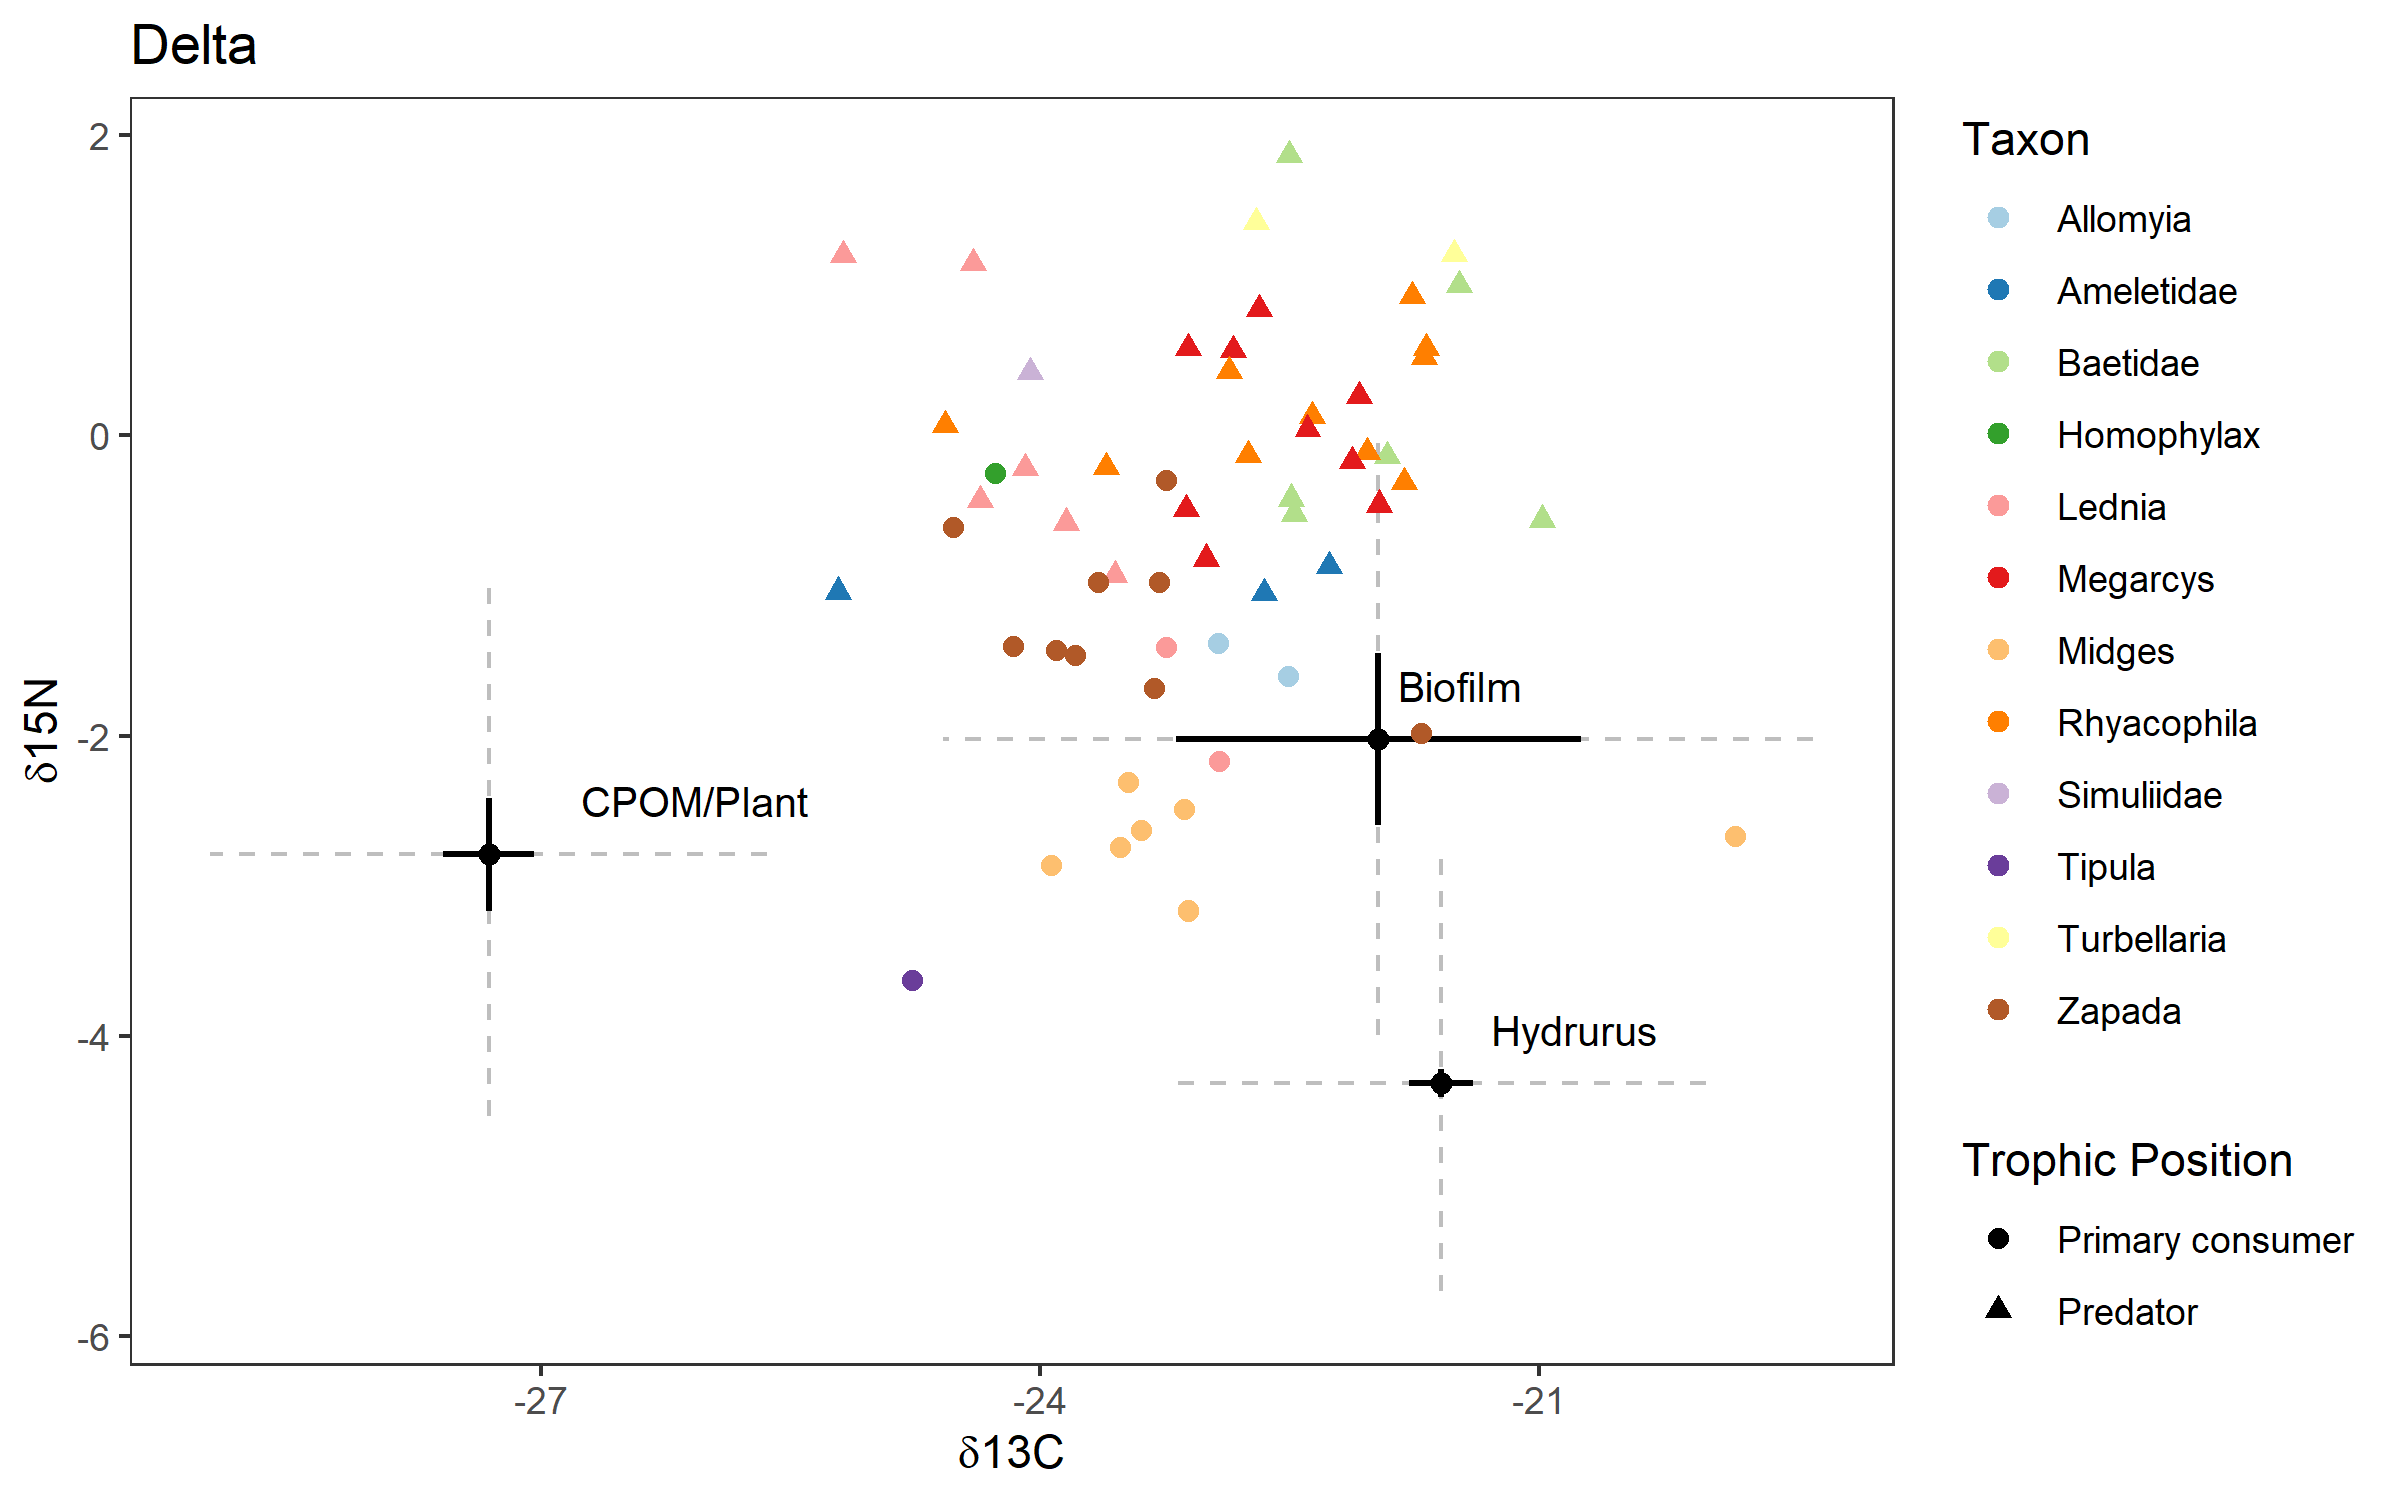 Delta
2
0
-2
-4
-6
δ15N
-27
-24
-21
δ13C
CPOM/Plant
Biofilm
Hydrurus
Taxon
Allomyia
Ameletidae
Baetidae
Homophylax
Lednia
Megarcys
Midges
Rhyacophila
Simuliidae
Tipula
Turbellaria
Zapada
Trophic Position
Primary consumer
Predator